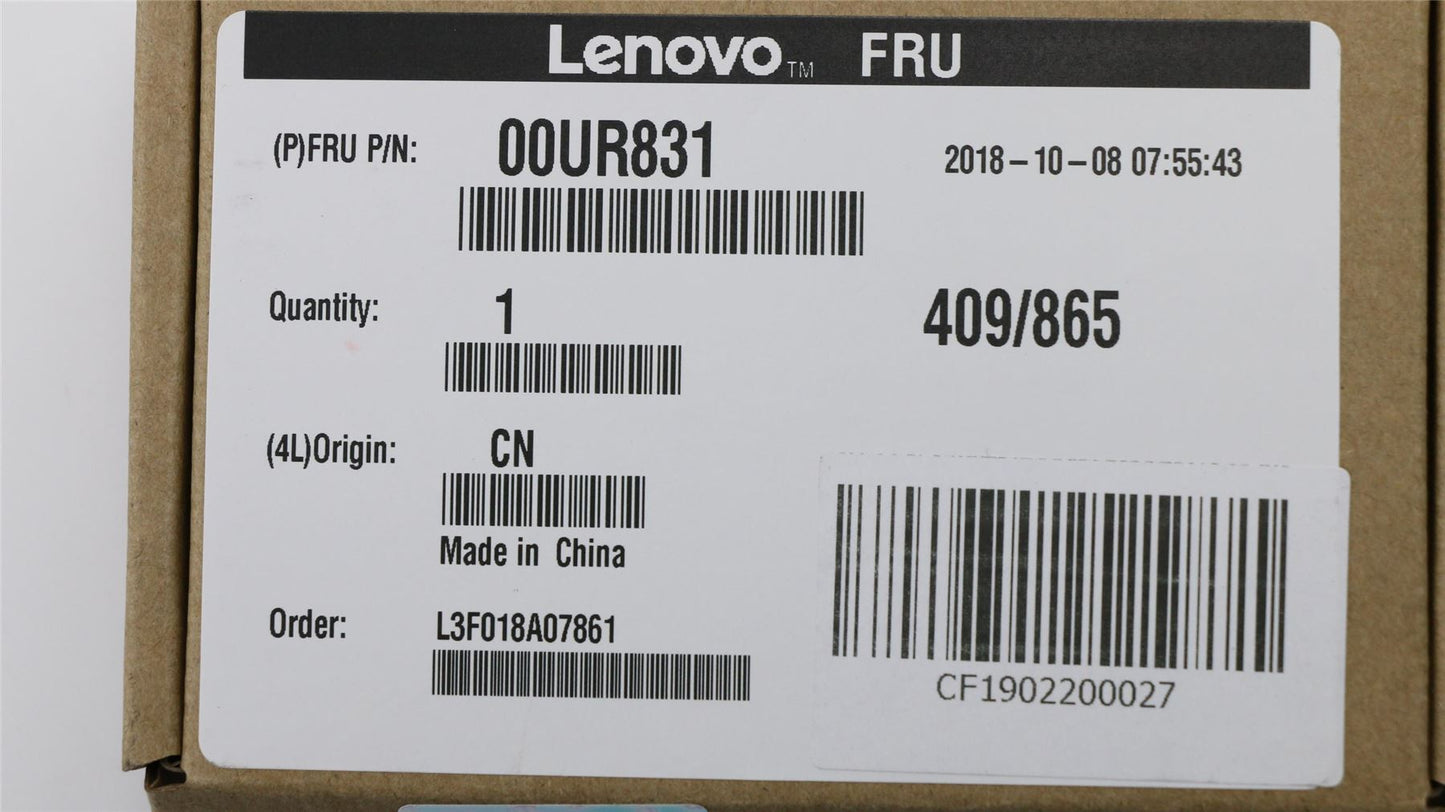 Lenovo™ FRU
(P)FRU P/N: 00UR831 2018-10-08 07:55:43
Quantity: 1 409/865
(4L)Origin: CN
Made in China
Order: L3F018A07861
CF1902200027